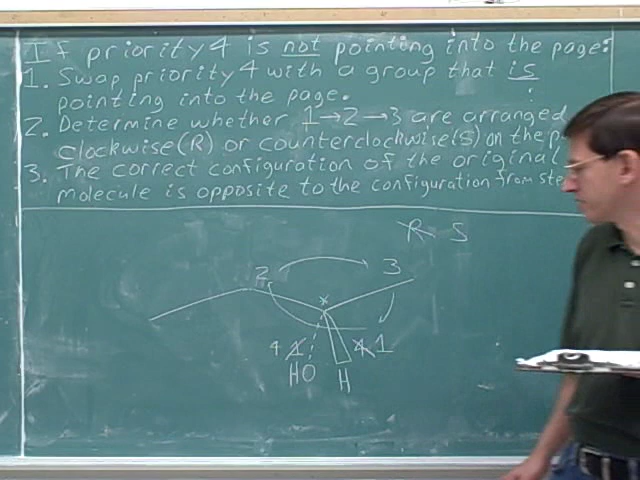 If priority 4 is not pointing into the page:
1. Swap priority 4 with a group that is
pointing into the page.
2. Determine whether 1→2→3 are arranged
clockwise(R) or counterclockwise(S) on the
3. The correct configuration of the original
molecule is opposite to the configuration from
R S
2 3
*
4 1 4 1
HO H